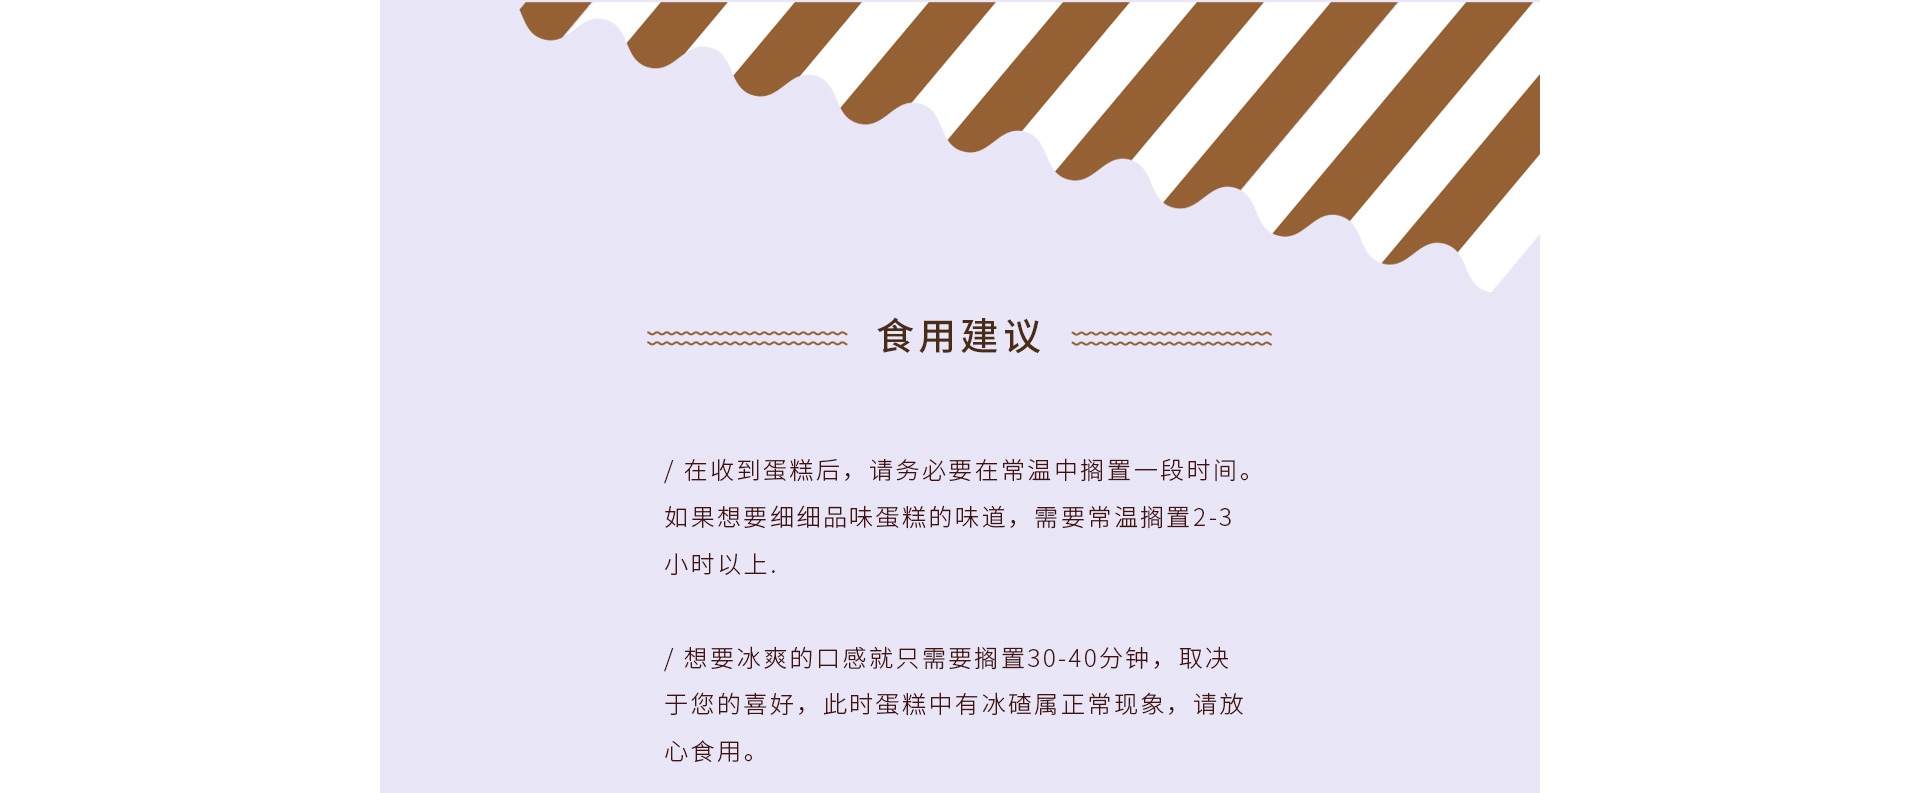 食用建议
/ 在收到蛋糕后，请务必要在常温中搁置一段时间。
如果想要细细品味蛋糕的味道，需要常温搁置2-3
小时以上.
/ 想要冰爽的口感就只需要搁置30-40分钟，取决
于您的喜好，此时蛋糕中有冰碴属正常现象，请放
心食用。